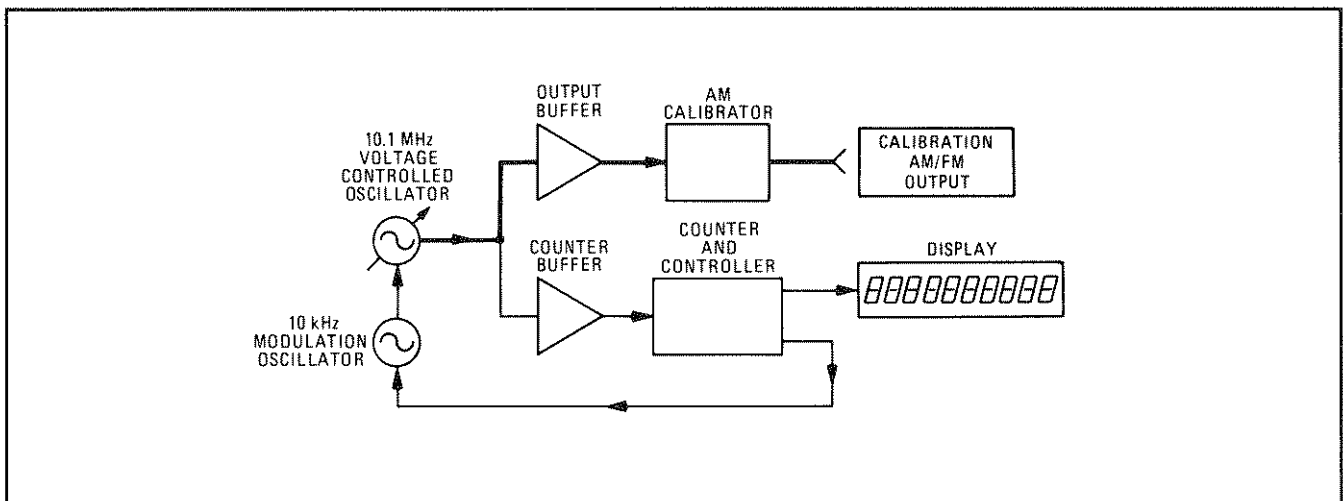 OUTPUT
BUFFER
AM
CALIBRATOR
10.1 MHz
VOLTAGE
CONTROLLED
OSCILLATOR
CALIBRATION
AM/FM
OUTPUT
COUNTER
BUFFER
COUNTER
AND
CONTROLLER
DISPLAY
10 kHz
MODULATION
OSCILLATOR